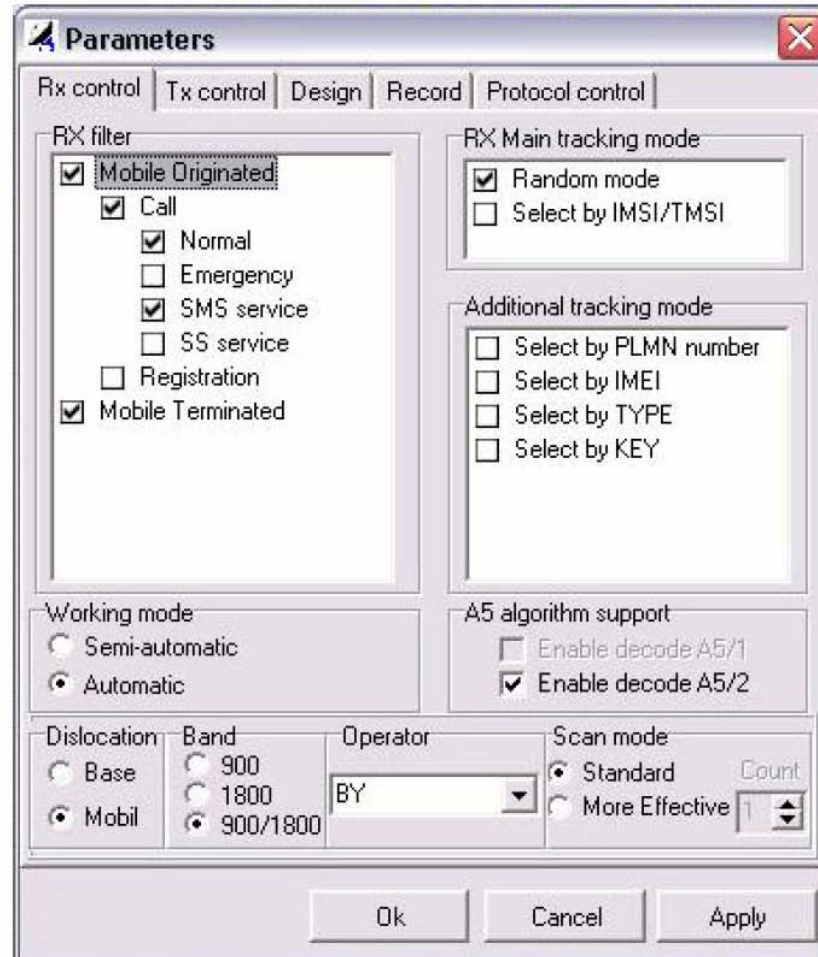 Parameters
Rx control Tx control Design Record Protocol control
RX filter
Mobile Originated
Call
Normal
Emergency
SMS service
SS service
Registration
Mobile Terminated
RX Main tracking mode
Random mode
Select by IMSI/TMSI
Additional tracking mode
Select by PLMN number
Select by IMEI
Select by TYPE
Select by KEY
Working mode
Semi-automatic
Automatic
A5 algorithm support
Enable decode A5/1
Enable decode A5/2
Dislocation
Base
Mobil
Band
900
1800
900/1800
Operator
BY
Scan mode
Standard
More Effective
Count
1
Ok Cancel Apply